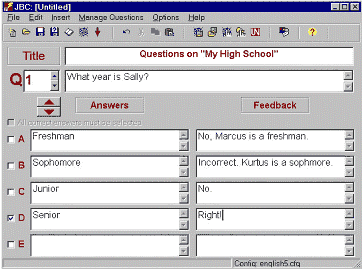 JBC: [Untitled]
File Edit Insert Manage Questions Options Help
Title
Questions on "My High School"
Q 1
What year is Sally?
Answers
Feedback
All correct answers must be selected
A Freshman
No, Marcus is a freshman.
B Sophomore
Incorrect. Kurtus is a sophmore.
C Junior
No.
D Senior
Right!
E
Config: english5.cfg